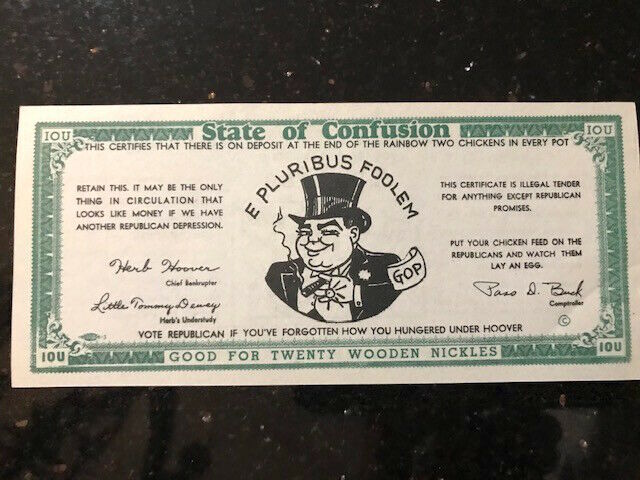 IOU State of Confusion IOU
THIS CERTIFIES THAT THERE IS ON DEPOSIT AT THE END OF THE RAINBOW TWO CHICKENS IN EVERY POT
RETAIN THIS. IT MAY BE THE ONLY
THING IN CIRCULATION THAT
LOOKS LIKE MONEY IF WE HAVE
ANOTHER REPUBLICAN DEPRESSION.
Herb Hoover
Chief Bankrupter
Little Tommy Dewey
Herb's Understudy
E PLURIBUS FOOLEM
GOP
THIS CERTIFICATE IS ILLEGAL TENDER
FOR ANYTHING EXCEPT REPUBLICAN
PROMISES.
PUT YOUR CHICKEN FEED ON THE
REPUBLICANS AND WATCH THEM
LAY AN EGG.
Pass D. Buck
Comptroller
©
VOTE REPUBLICAN IF YOU'VE FORGOTTEN HOW YOU HUNGERED UNDER HOOVER
IOU GOOD FOR TWENTY WOODEN NICKLES IOU